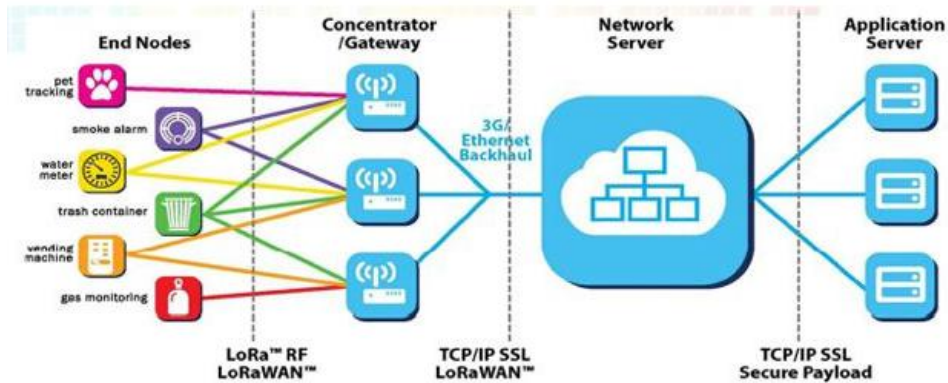 End Nodes
Concentrator
/Gateway
Network
Server
Application
Server
pet
tracking
smoke alarm
water
meter
trash container
vending
machine
gas monitoring
3G/
Ethernet
Backhaul
LoRa™ RF
LoRaWAN™
TCP/IP SSL
LoRaWAN™
TCP/IP SSL
Secure Payload